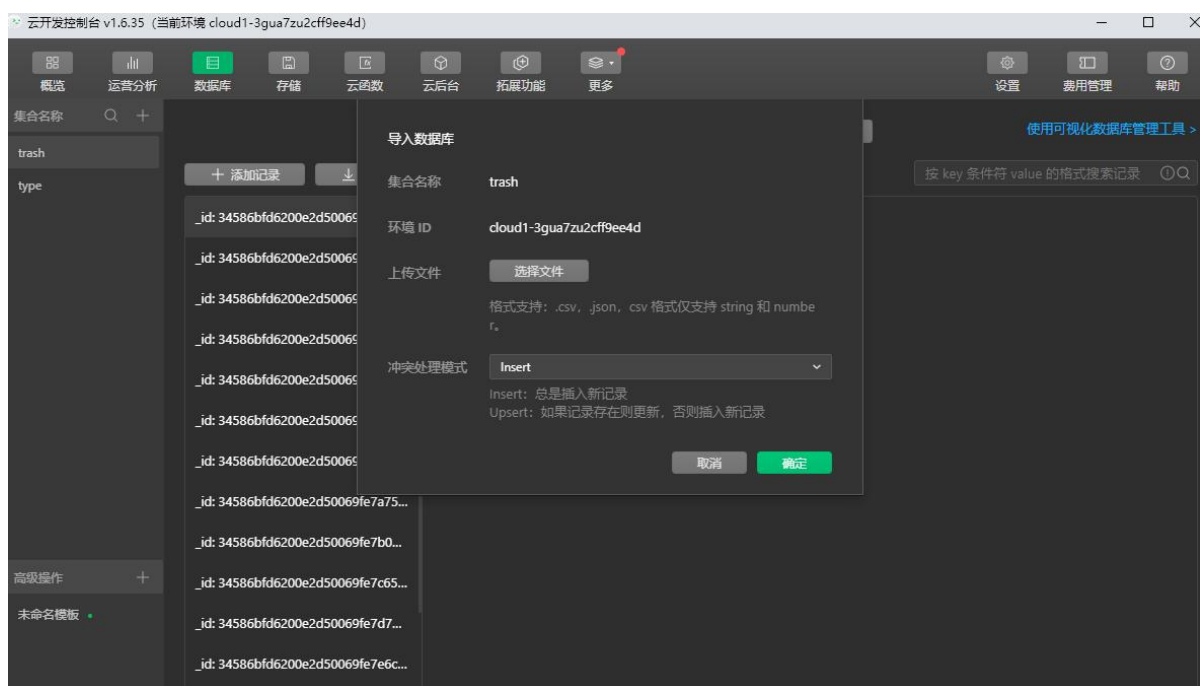 云开发控制台 v1.6.35（当前环境 cloud1-3gua7zu2cff9ee4d）
概览 运营分析 数据库 存储 云函数 云后台 拓展功能 更多 设置 费用管理 帮助
集合名称
trash
type
使用可视化数据库管理工具 >
添加记录
按 key 条件符 value 的格式搜索记录
导入数据库
集合名称 trash
环境 ID cloud1-3gua7zu2cff9ee4d
上传文件 选择文件
格式支持：.csv，.json，csv 格式仅支持 string 和 numbe
r。
冲突处理模式 Insert
Insert：总是插入新记录
Upsert：如果记录存在则更新，否则插入新记录
取消 确定
_id: 34586bfd6200e2d50069
_id: 34586bfd6200e2d50069
_id: 34586bfd6200e2d50069
_id: 34586bfd6200e2d50069
_id: 34586bfd6200e2d50069
_id: 34586bfd6200e2d50069
_id: 34586bfd6200e2d50069
_id: 34586bfd6200e2d50069fe7a75...
_id: 34586bfd6200e2d50069fe7b0...
_id: 34586bfd6200e2d50069fe7c65...
_id: 34586bfd6200e2d50069fe7d7...
_id: 34586bfd6200e2d50069fe7e6c...
高级操作
未命名模板